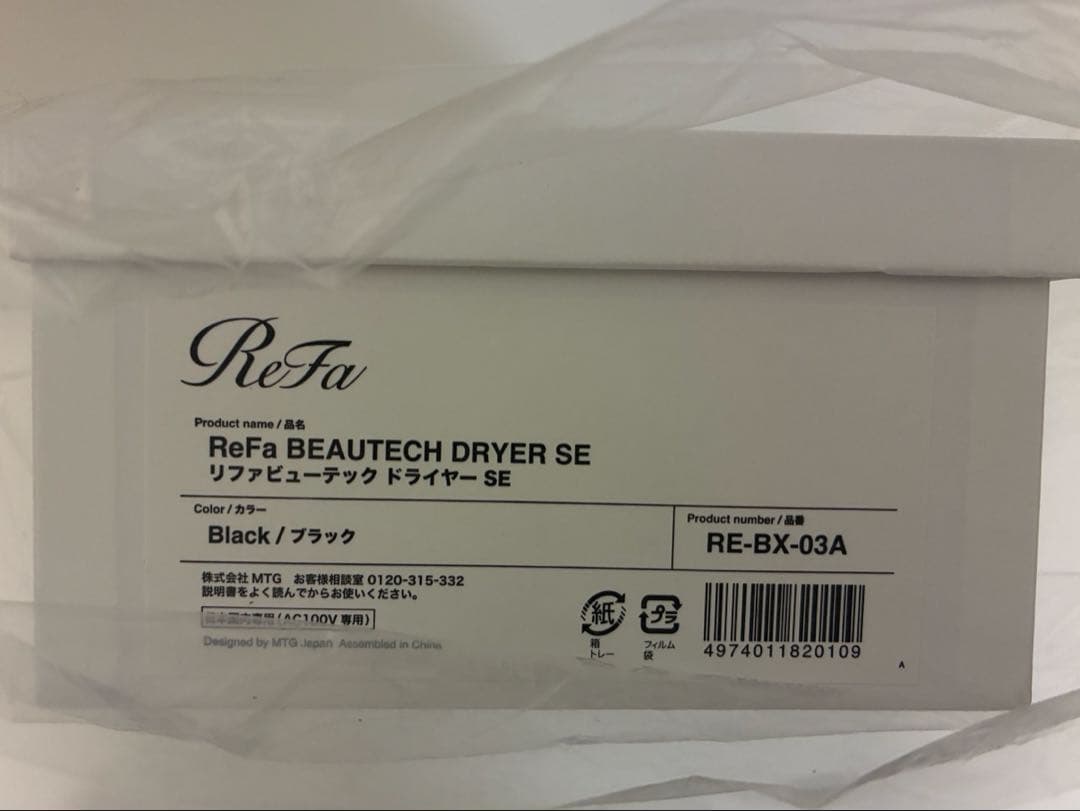 ReFa
Product name / 品名
ReFa BEAUTECH DRYER SE
リファビューテック ドライヤー SE
Color / カラー
Black / ブラック
Product number / 品番
RE-BX-03A
株式会社 MTG お客様相談室 0120-315-332
説明書をよく読んでからお使いください。
日本国内専用(AC100V 専用)
Designed by MTG Japan Assembled in China
紙
箱
トレー
プラ
フィルム
袋
4974011820109
A